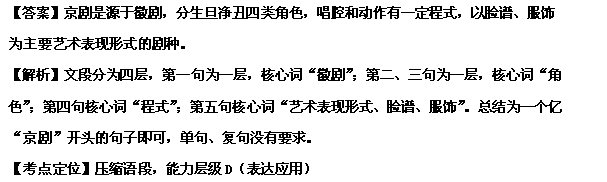 【答案】京剧是源于徽剧，分生旦净丑四类角色，唱腔和动作有一定程式，以脸谱、服饰
为主要艺术表现形式的剧种。
【解析】文段分为四层，第一句为一层，核心词“徽剧”；第二、三句为一层，核心词“角
色”；第四句核心词“程式”；第五句核心词“艺术表现形式、脸谱、服饰”。总结为一个亿
“京剧”开头的句子即可，单句、复句没有要求。
【考点定位】压缩语段，能力层级 D（表达应用）